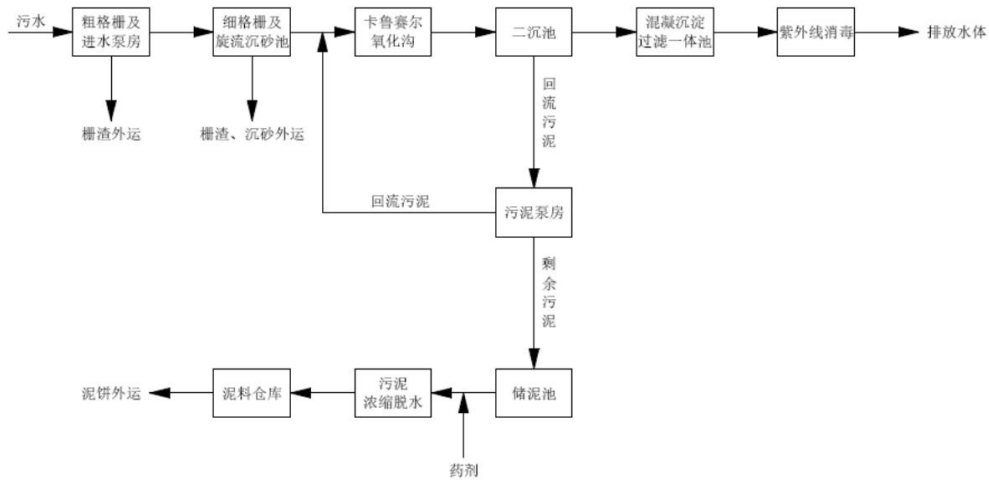 污水
粗格栅及
进水泵房
细格栅及
旋流沉砂池
卡鲁赛尔
氧化沟
二沉池
混凝沉淀
过滤一体池
紫外线消毒
排放水体
栅渣外运
栅渣、沉砂外运
回流污泥
回流污泥
污泥泵房
剩余污泥
泥饼外运
泥料仓库
污泥
浓缩脱水
储泥池
药剂